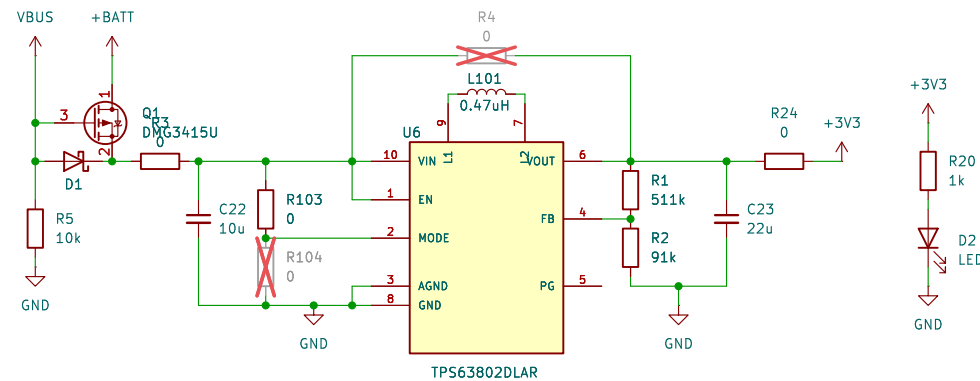 VBUS
+BATT
R4
0
L101
0.47uH
+3V3
1
3
Q1
R3
DMG3415U
0
2
D1
9
7
U6
L1
L2
10
VIN
VOUT
6
R24
0
+3V3
R20
1k
R5
10k
C22
10u
R103
0
1
EN
R1
511k
C23
22u
4
FB
2
MODE
R2
91k
R104
0
D2
LED
3
AGND
PG
5
8
GND
GND
GND
GND
GND
TPS63802DLAR